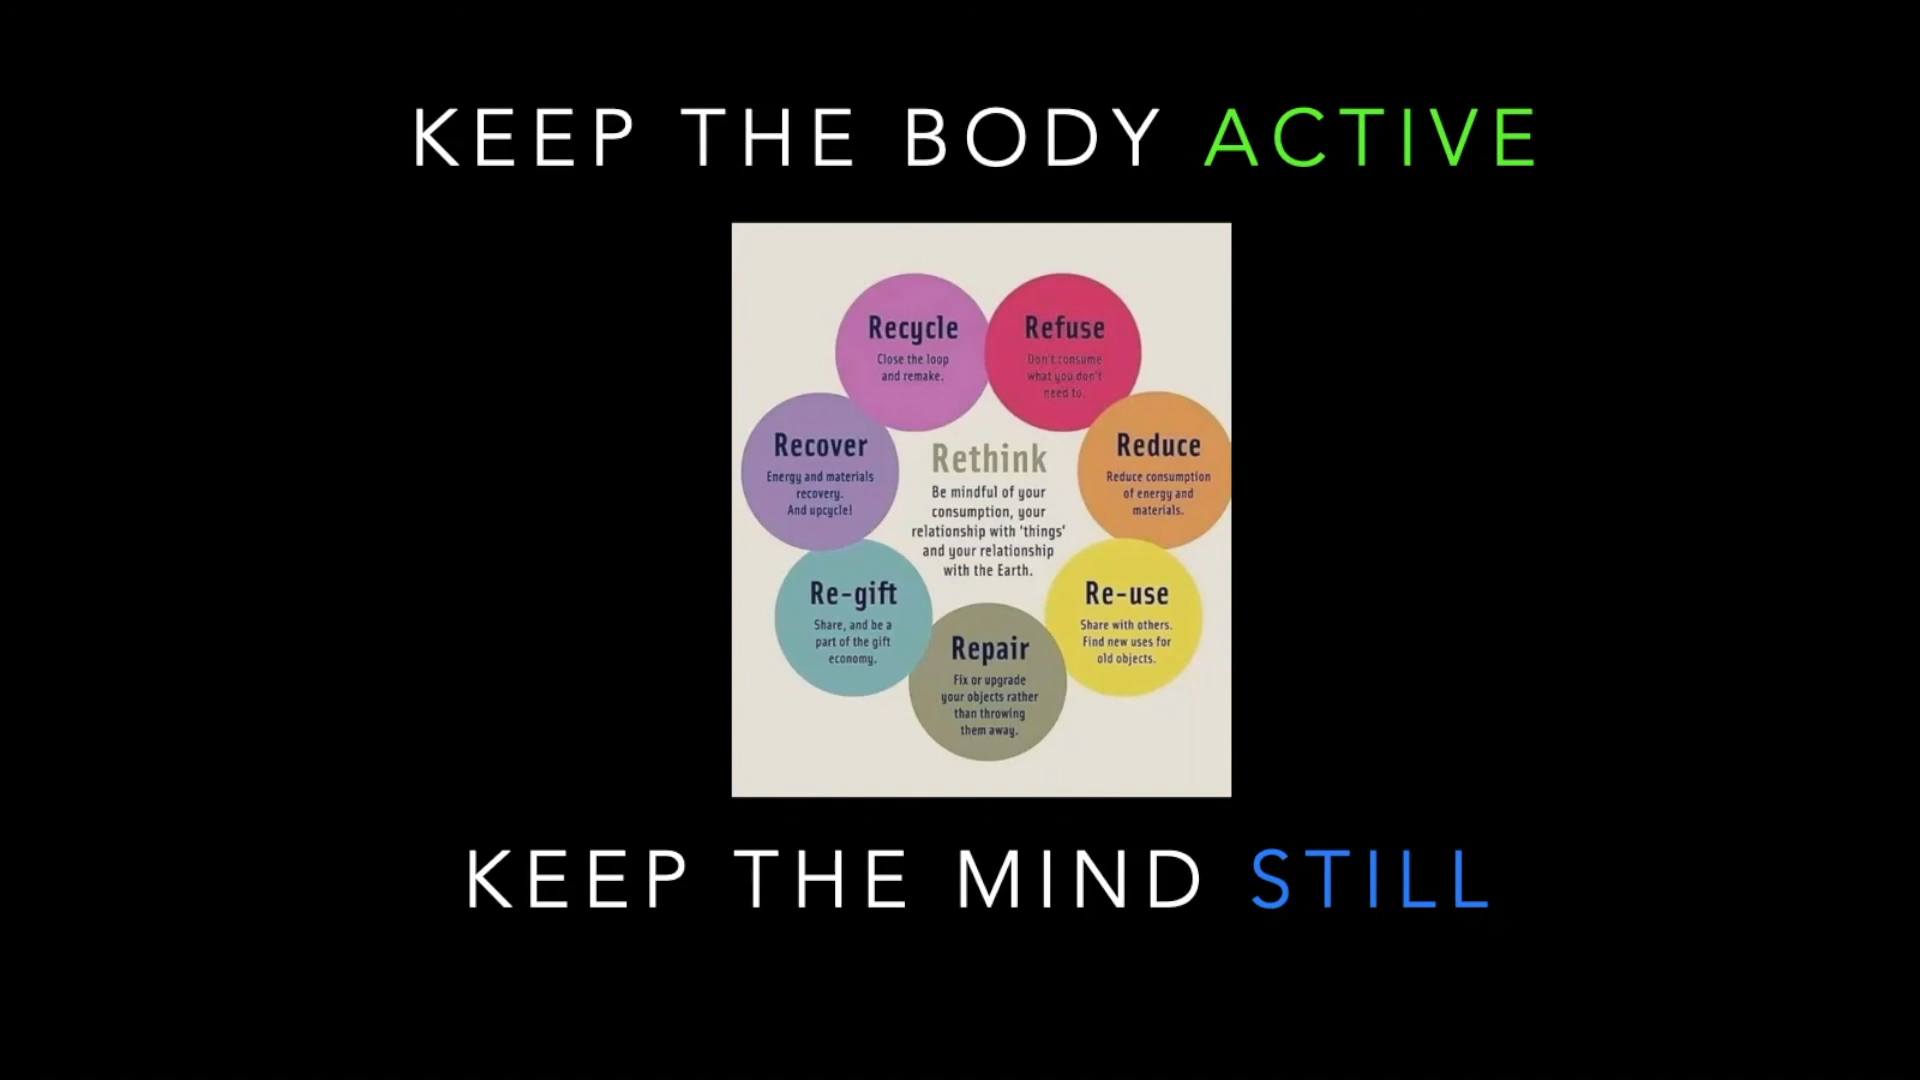 KEEP THE BODY ACTIVE
Recycle
Close the loop
and remake.
Refuse
Don't consume
what you don't
need to.
Recover
Energy and materials
recovery.
And upcycle!
Rethink
Be mindful of your
consumption, your
relationship with 'things'
and your relationship
with the Earth.
Reduce
Reduce consumption
of energy and
materials.
Re-gift
Share, and be a
part of the gift
economy.
Repair
Fix or upgrade
your objects rather
than throwing
them away.
Re-use
Share with others.
Find new uses for
old objects.
KEEP THE MIND STILL